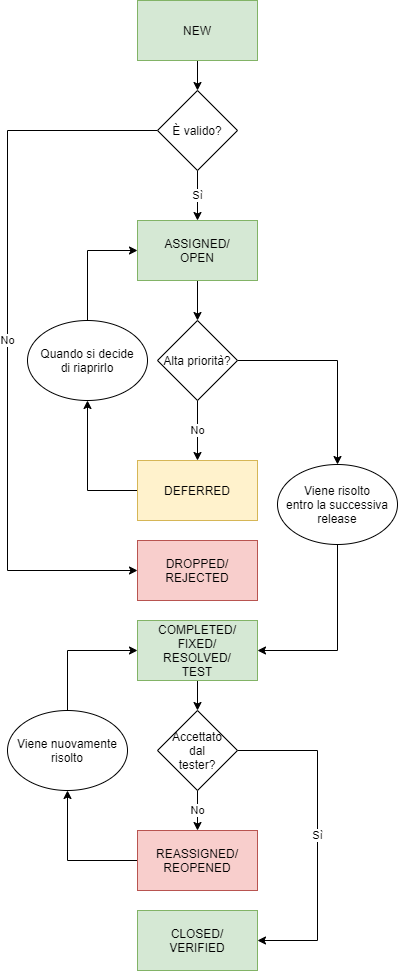 NEW
È valido?
Sì
ASSIGNED/
OPEN
No
Quando si decide
di riaprirlo
Alta priorità?
No
DEFERRED
Viene risolto
entro la successiva
release
DROPPED/
REJECTED
COMPLETED/
FIXED/
RESOLVED/
TEST
Viene nuovamente
risolto
Accettato
dal
tester?
No
Sì
REASSIGNED/
REOPENED
CLOSED/
VERIFIED